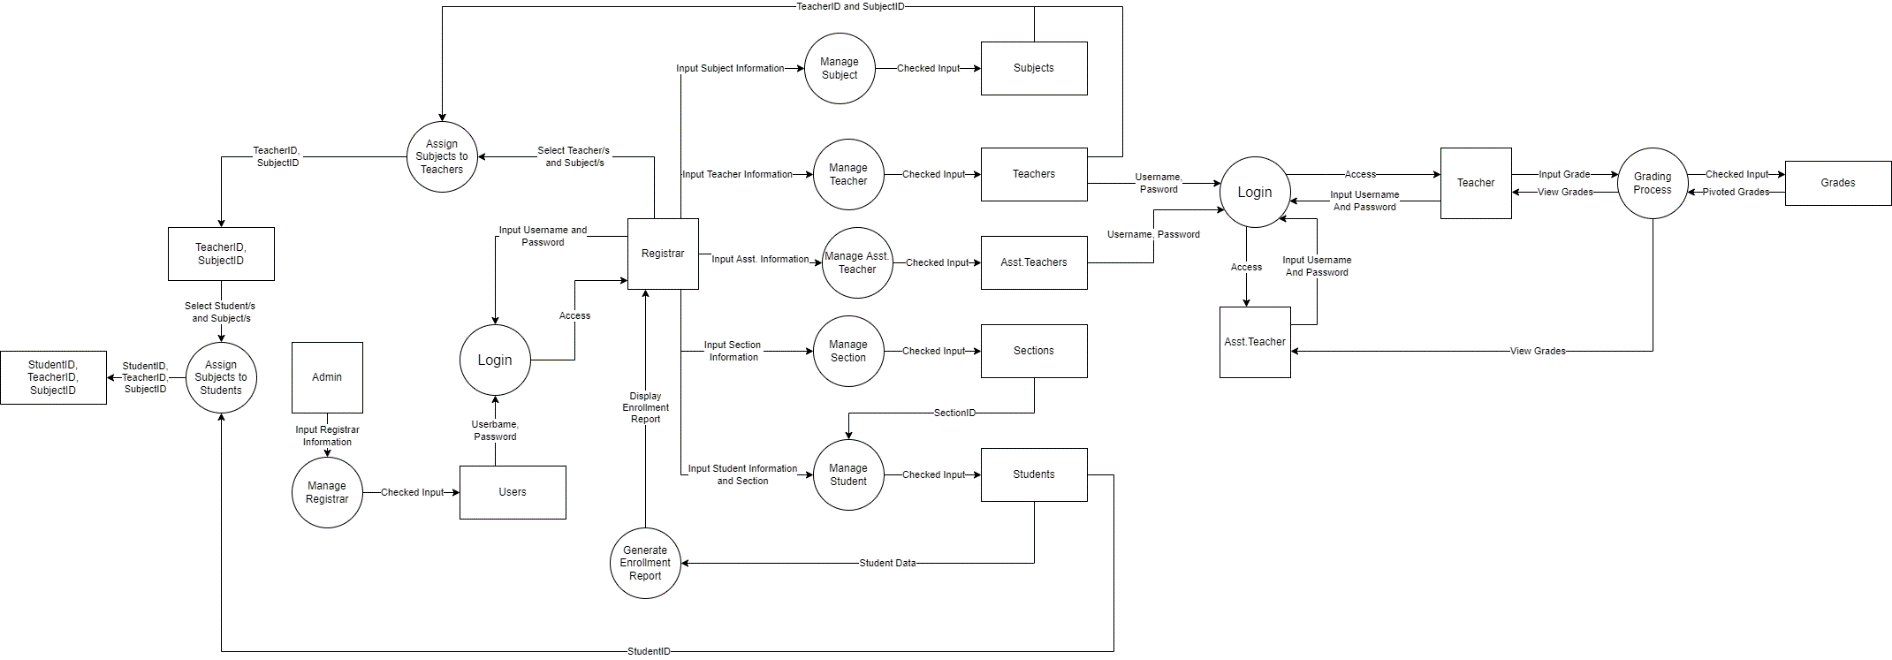 TeacherID and SubjectID
Input Subject Information
Manage
Subject
Checked Input
Subjects
Assign
Subjects to
Teachers
TeacherID,
SubjectID
Select Teacher/s
and Subject/s
Input Teacher Information
Manage
Teacher
Checked Input
Teachers
Username,
Pasword
Login
Access
Input Username
And Password
Teacher
Input Grade
View Grades
Grading
Process
Checked Input
Pivoted Grades
Grades
TeacherID,
SubjectID
Input Username and
Password
Registrar
Input Asst. Information
Manage Asst.
Teacher
Checked Input
Asst.Teachers
Username, Password
Access
Input Username
And Password
Select Student/s
and Subject/s
Access
Login
Input Section
Information
Manage
Section
Checked Input
Sections
Asst.Teacher
View Grades
StudentID,
TeacherID,
SubjectID
StudentID,
TeacherID,
SubjectID
Assign
Subjects to
Students
Admin
Input Registrar
Information
Userbame,
Password
Display
Enrollment
Report
SectionID
Input Student Information
and Section
Manage
Student
Checked Input
Students
Manage
Registrar
Checked Input
Users
Generate
Enrollment
Report
Student Data
StudentID